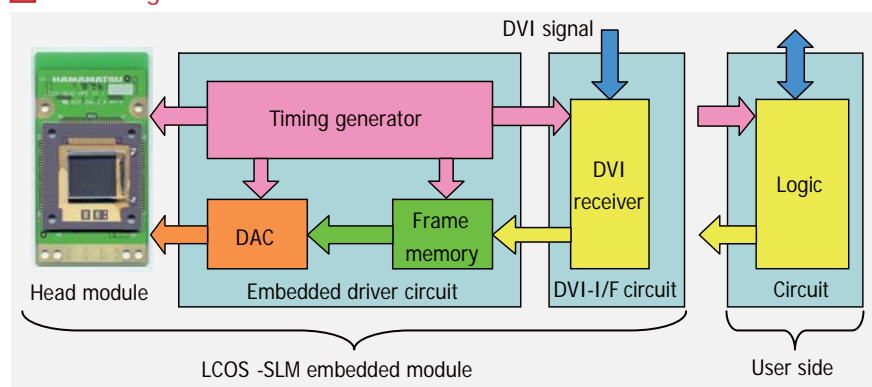 DVI signal
HAMAMATSU
Timing generator
DAC
Frame
memory
DVI
receiver
Logic
Head module
Embedded driver circuit
DVI-I/F circuit
Circuit
LCOS -SLM embedded module
User side